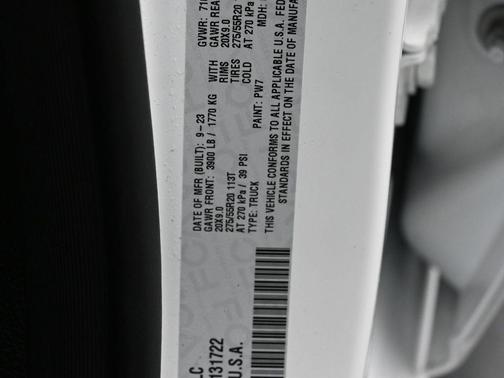 DATE OF MFR (BUILT): 9-23 GVWR: 710
GAWR FRONT: 3900 LB / 1770 KG WITH GAWR REA
20X9.0 RIMS 20X9.0
275/55R20 113T TIRES 275/55R20
AT 270 kPa / 39 PSI COLD AT 270 kPa
TYPE: TRUCK PAINT: PW7 MDH:
THIS VEHICLE CONFORMS TO ALL APPLICABLE U.S.A. FED
STANDARDS IN EFFECT ON THE DATE OF MANUFA
LC
131722
U.S.A.